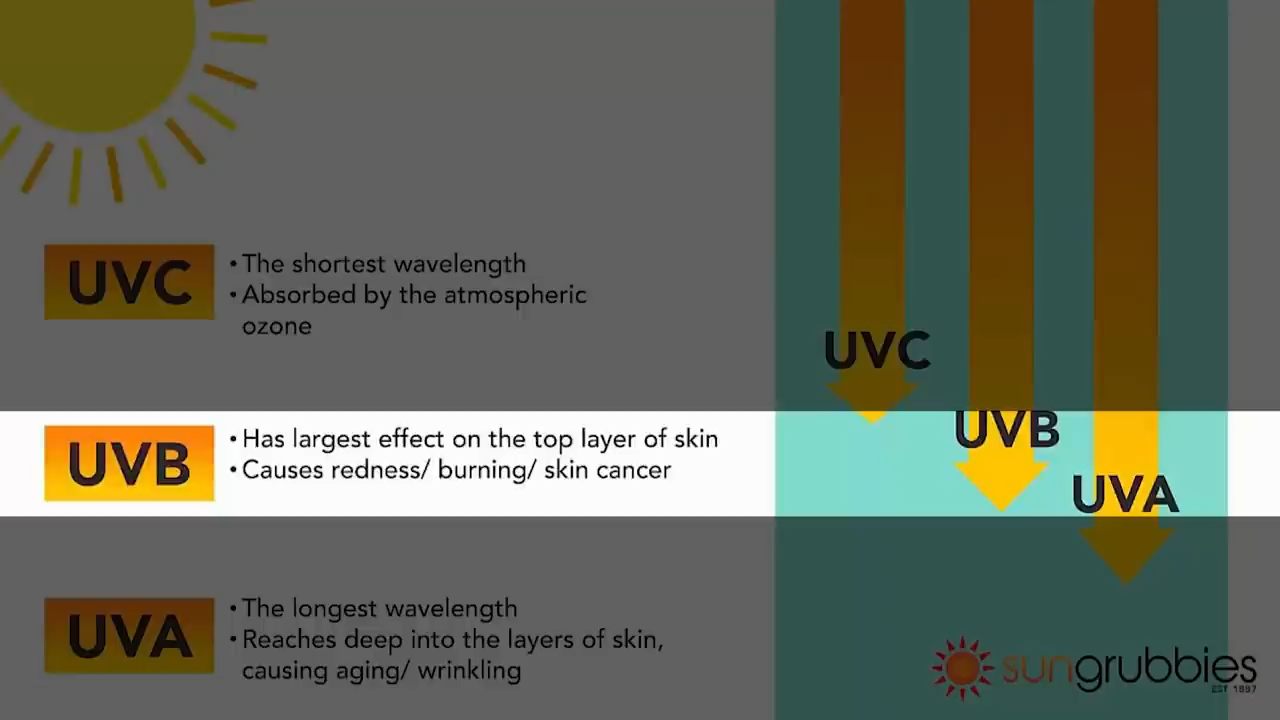 UVC
• The shortest wavelength
• Absorbed by the atmospheric
ozone
UVC
UVB
• Has largest effect on the top layer of skin
• Causes redness/ burning/ skin cancer
UVB
UVA
UVA
• The longest wavelength
• Reaches deep into the layers of skin,
causing aging/ wrinkling
sungrubbies
EST 1897